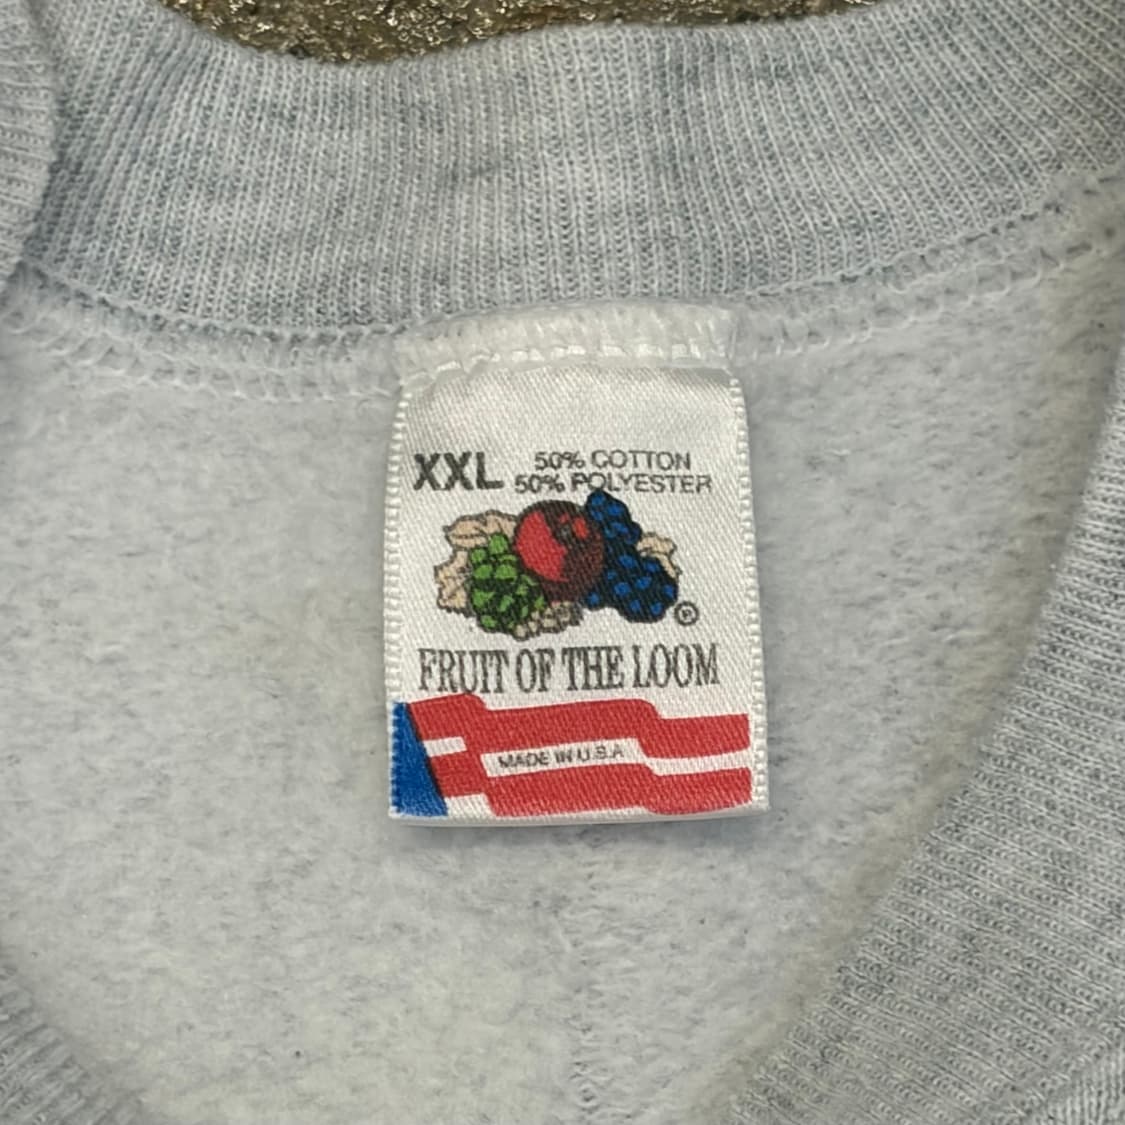 XXL 50% COTTON
50% POLYESTER
®
FRUIT OF THE LOOM
MADE IN U.S.A